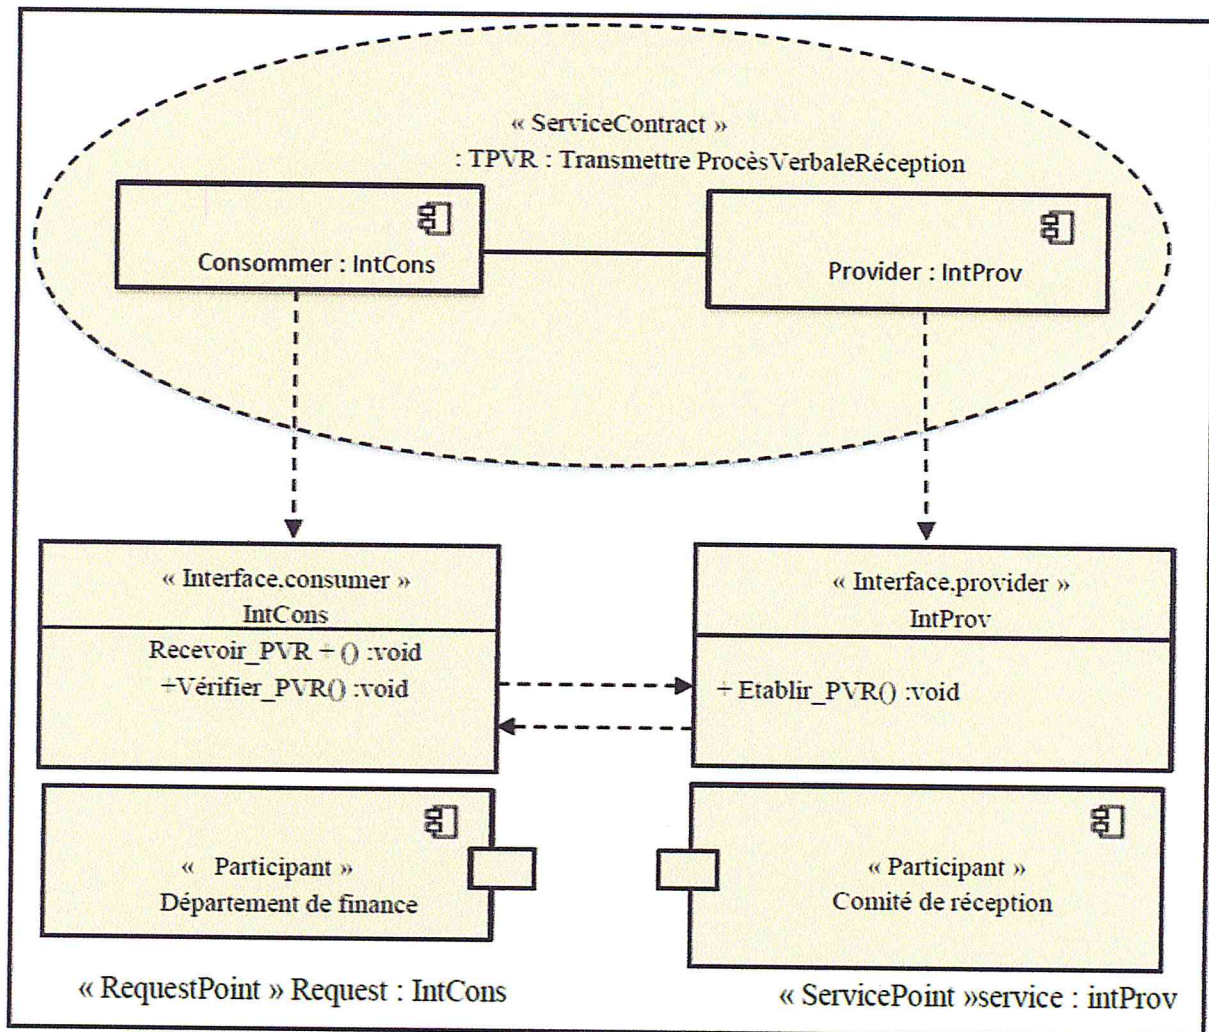 « ServiceContract »
: TPVR : Transmettre ProcèsVerbaleRéception
Consommer : IntCons
Provider : IntProv
« Interface.consumer »
IntCons
Recevoir_PVR + () :void
+Vérifier_PVR() :void
« Interface.provider »
IntProv
+ Etablir_PVR() :void
« Participant »
Département de finance
« Participant »
Comité de réception
« RequestPoint » Request : IntCons
« ServicePoint »service : intProv